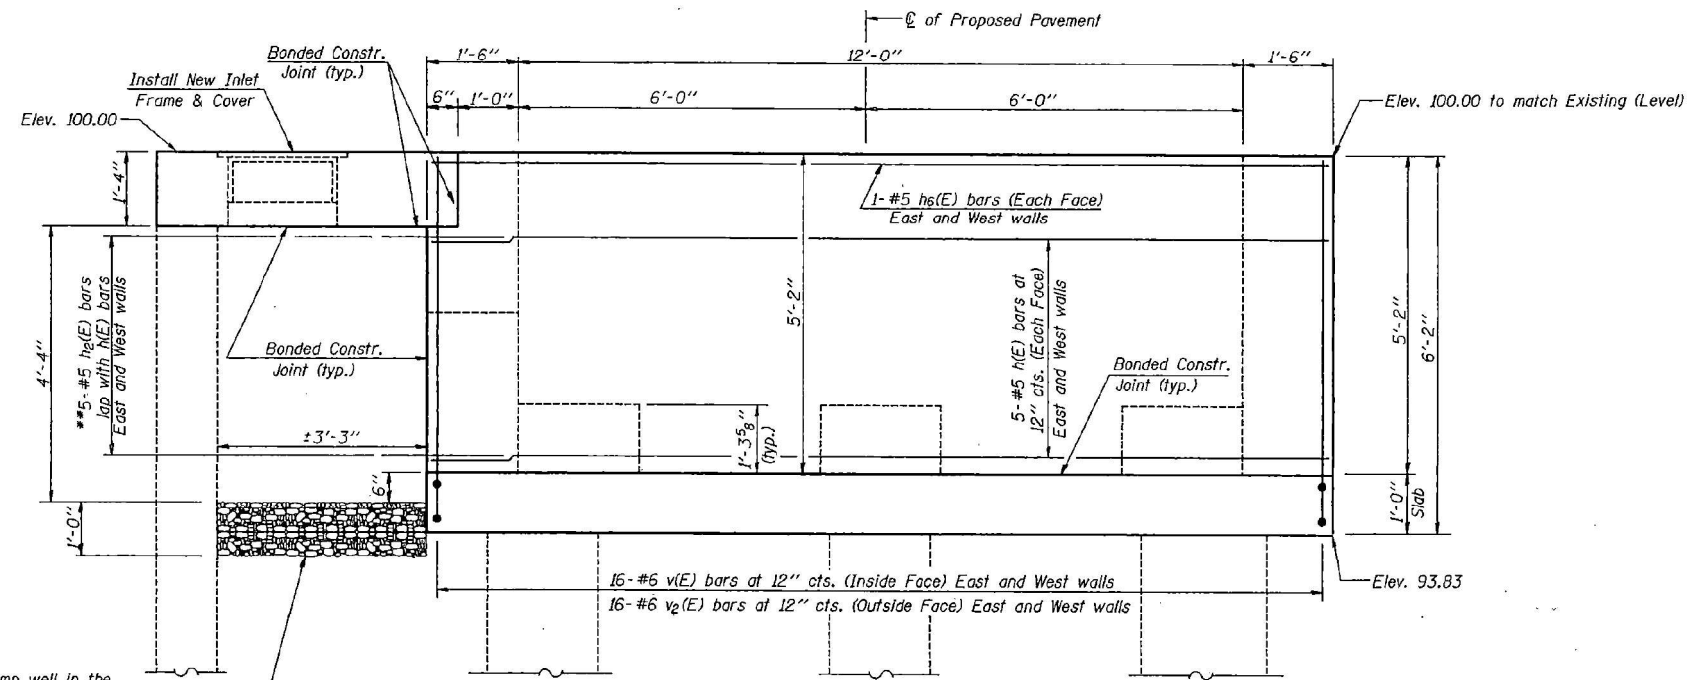 ℄ of Proposed Pavement
Bonded Constr.
Joint (typ.)
1'-6"
12'-0"
1'-6"
Install New Inlet
Frame & Cover
6"
1'-0"
6'-0"
6'-0"
Elev. 100.00
Elev. 100.00 to match Existing (Level)
1'-4"
1-#5 h6(E) bars (Each Face)
East and West walls
4'-4"
**5-#5 h2(E) bars
lap with h(E) bars
East and West walls
5'-2"
5-#5 h(E) bars at
12" cts. (Each Face)
East and West walls
5'-2"
6'-2"
Bonded Constr.
Joint (typ.)
Bonded Constr.
Joint (typ.)
±3'-3"
1'-3 5/8"
(typ.)
6"
1'-0"
1'-0"
Slab
16-#6 v(E) bars at 12" cts. (Inside Face) East and West walls
16-#6 v2(E) bars at 12" cts. (Outside Face) East and West walls
Elev. 93.83
well in the